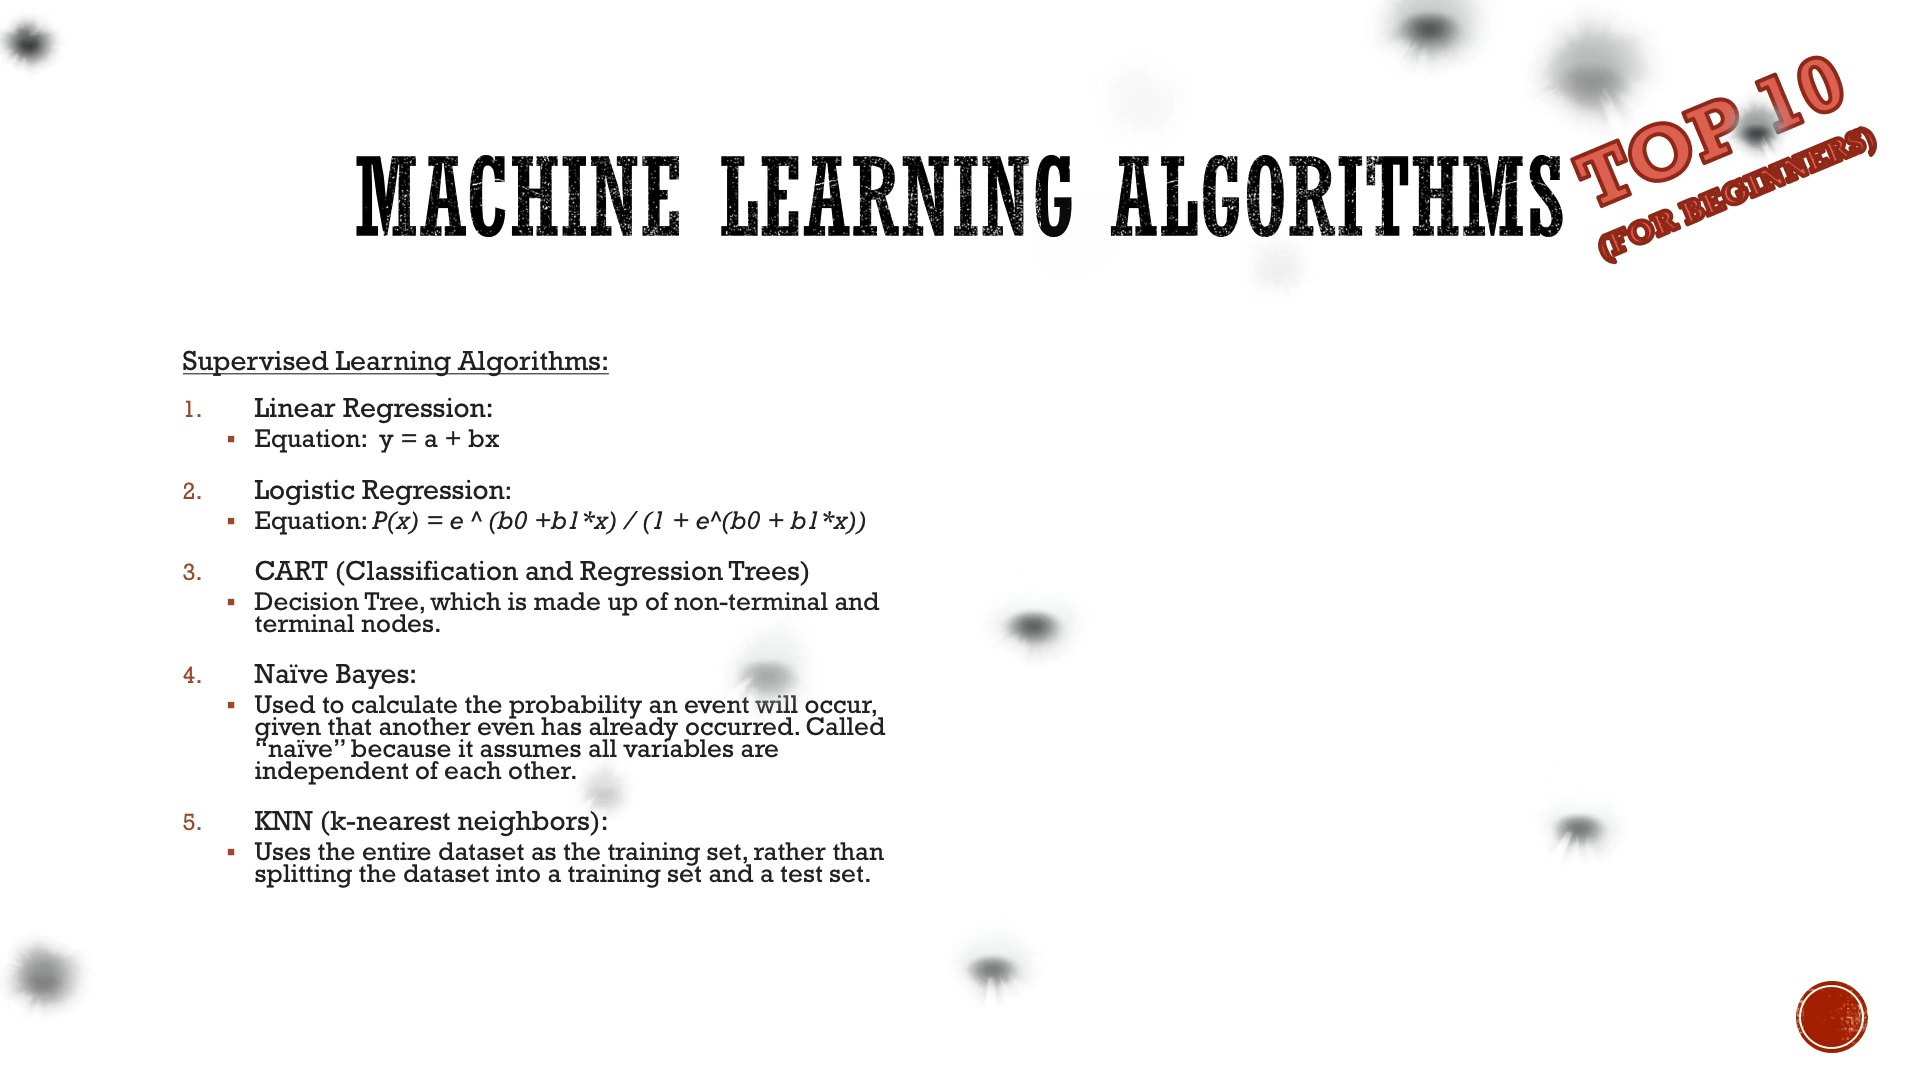 MACHINE LEARNING ALGORITHMS
TOP 10
(FOR BEGINNERS)
Supervised Learning Algorithms:
1. Linear Regression:
▪ Equation: y = a + bx
2. Logistic Regression:
▪ Equation: P(x) = e ^ (b0 +b1*x) / (1 + e^(b0 + b1*x))
3. CART (Classification and Regression Trees)
▪ Decision Tree, which is made up of non-terminal and
terminal nodes.
4. Naïve Bayes:
▪ Used to calculate the probability an event will occur,
given that another even has already occurred. Called
“naïve” because it assumes all variables are
independent of each other.
5. KNN (k-nearest neighbors):
▪ Uses the entire dataset as the training set, rather than
splitting the dataset into a training set and a test set.